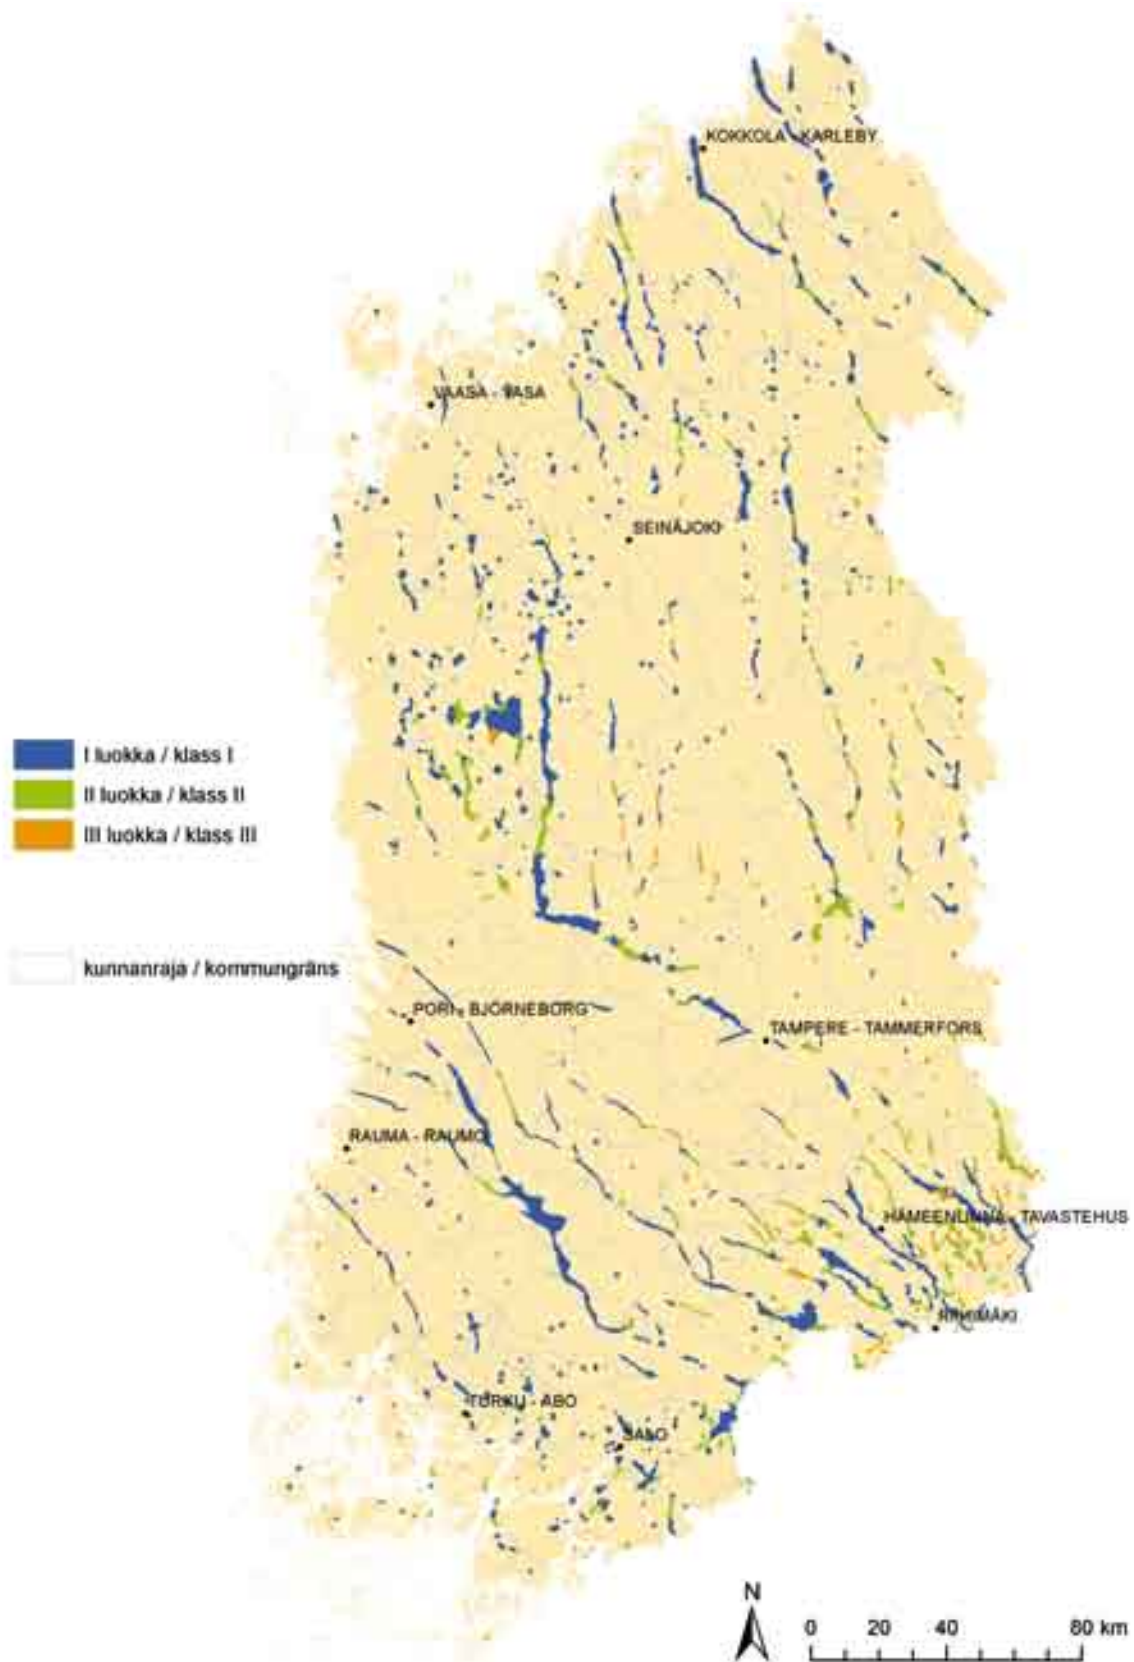 KOKKOLA - KARLEBY
VAASA - VASA
SEINÄJOKI
I luokka / klass I
II luokka / klass II
III luokka / klass III
kunnanraja / kommungräns
PORI - BJÖRNEBORG
TAMPERE - TAMMERFORS
RAUMA - RAUMO
HÄMEENLINNA - TAVASTEHUS
RIIHIMÄKI
TURKU - ÅBO
SALO
N
0 20 40 80 km